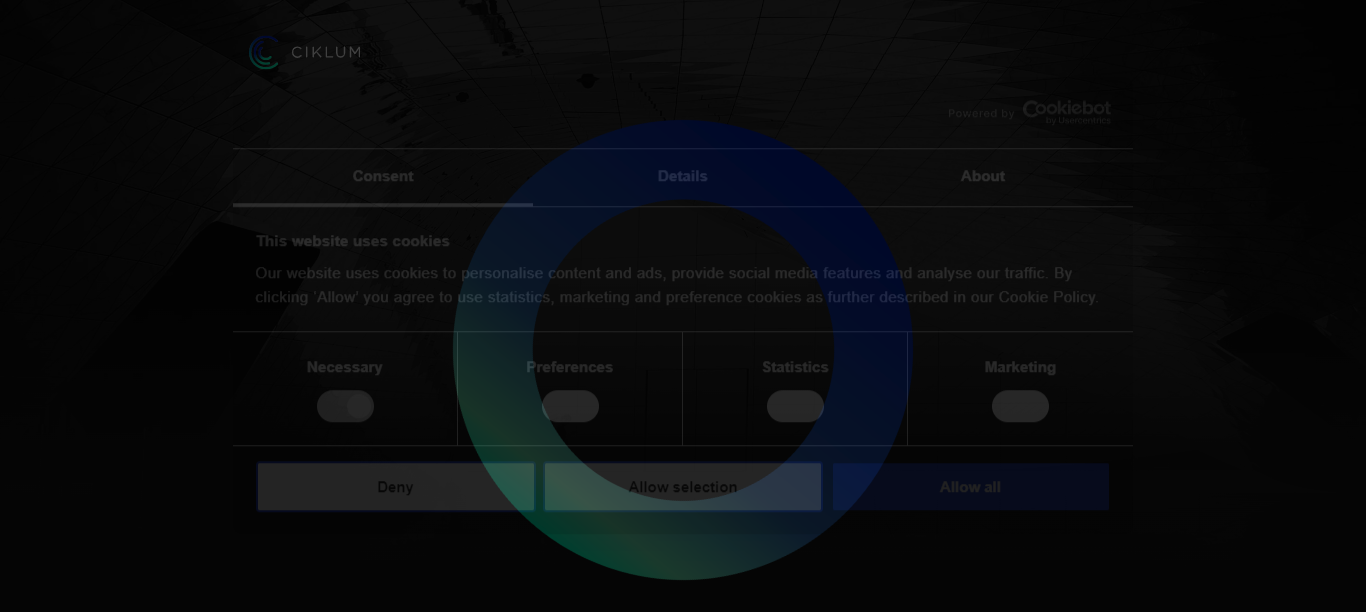 CIKLUM
Powered by Cookiebot
by Usercentrics
Consent
Details
About
This website uses cookies
Our website uses cookies to personalise content and ads, provide social media features and analyse our traffic. By
clicking 'Allow' you agree to use statistics, marketing and preference cookies as further described in our Cookie Policy.
Necessary
Preferences
Statistics
Marketing
Deny
Allow selection
Allow all